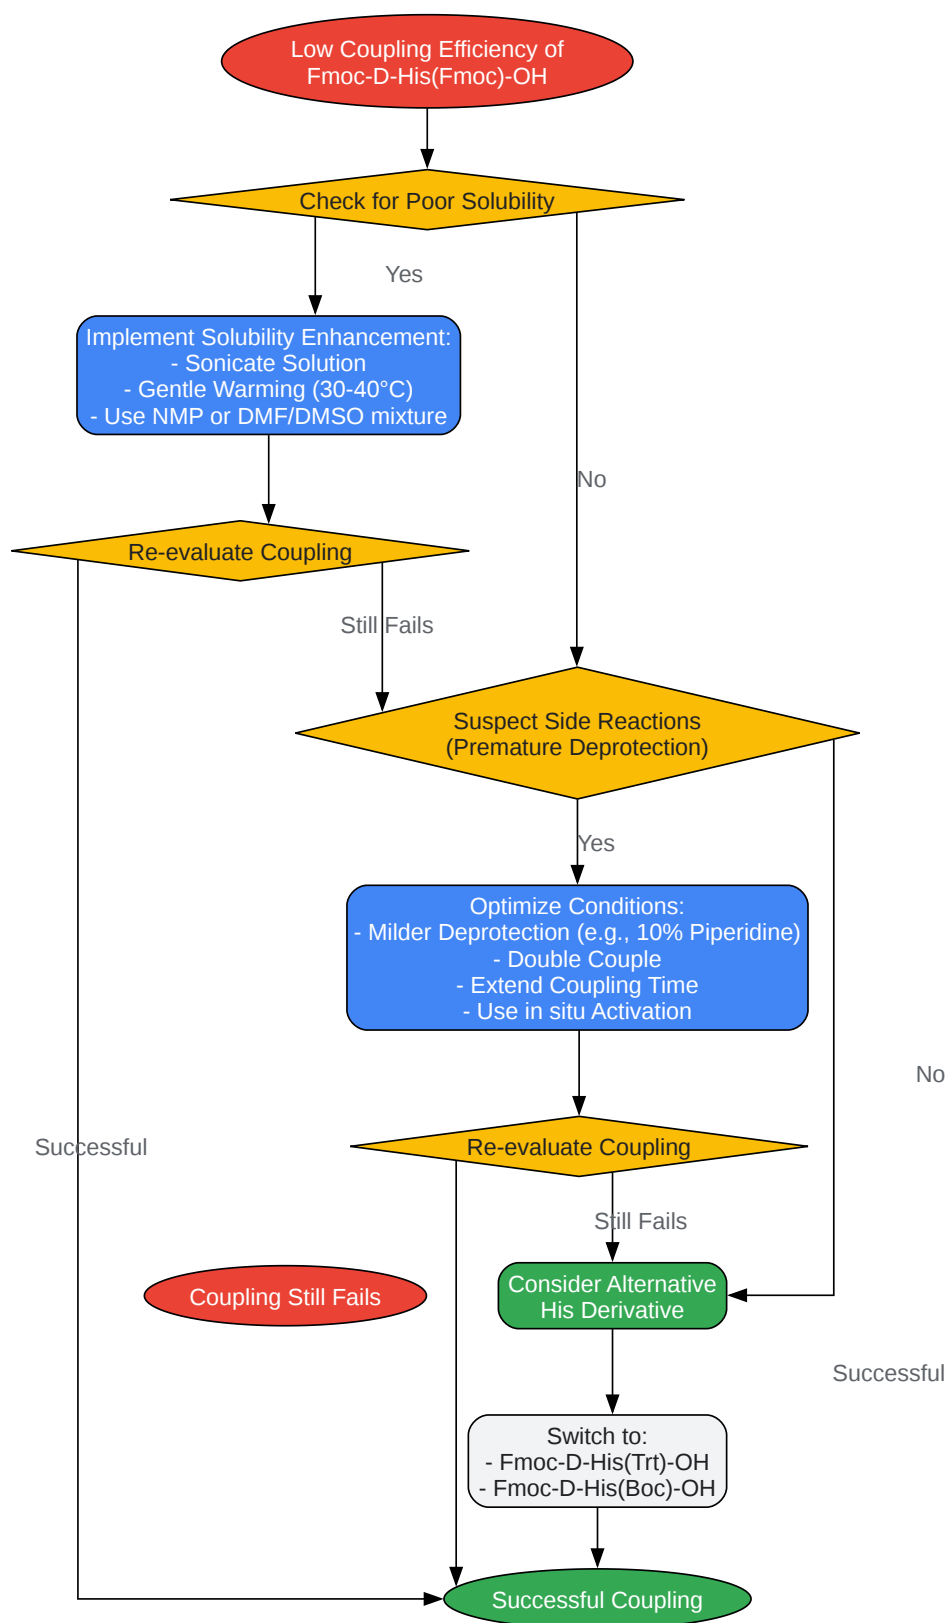 Low Coupling Efficiency of
Fmoc-D-His(Fmoc)-OH
Check for Poor Solubility
Yes
Implement Solubility Enhancement:
- Sonicate Solution
- Gentle Warming (30-40°C)
- Use NMP or DMF/DMSO mixture
No
Re-evaluate Coupling
Still Fails
Suspect Side Reactions
(Premature Deprotection)
Yes
Optimize Conditions:
- Milder Deprotection (e.g., 10% Piperidine)
- Double Couple
- Extend Coupling Time
- Use in situ Activation
No
Successful
Re-evaluate Coupling
Still Fails
Coupling Still Fails
Consider Alternative
His Derivative
Successful
Switch to:
- Fmoc-D-His(Trt)-OH
- Fmoc-D-His(Boc)-OH
Successful Coupling